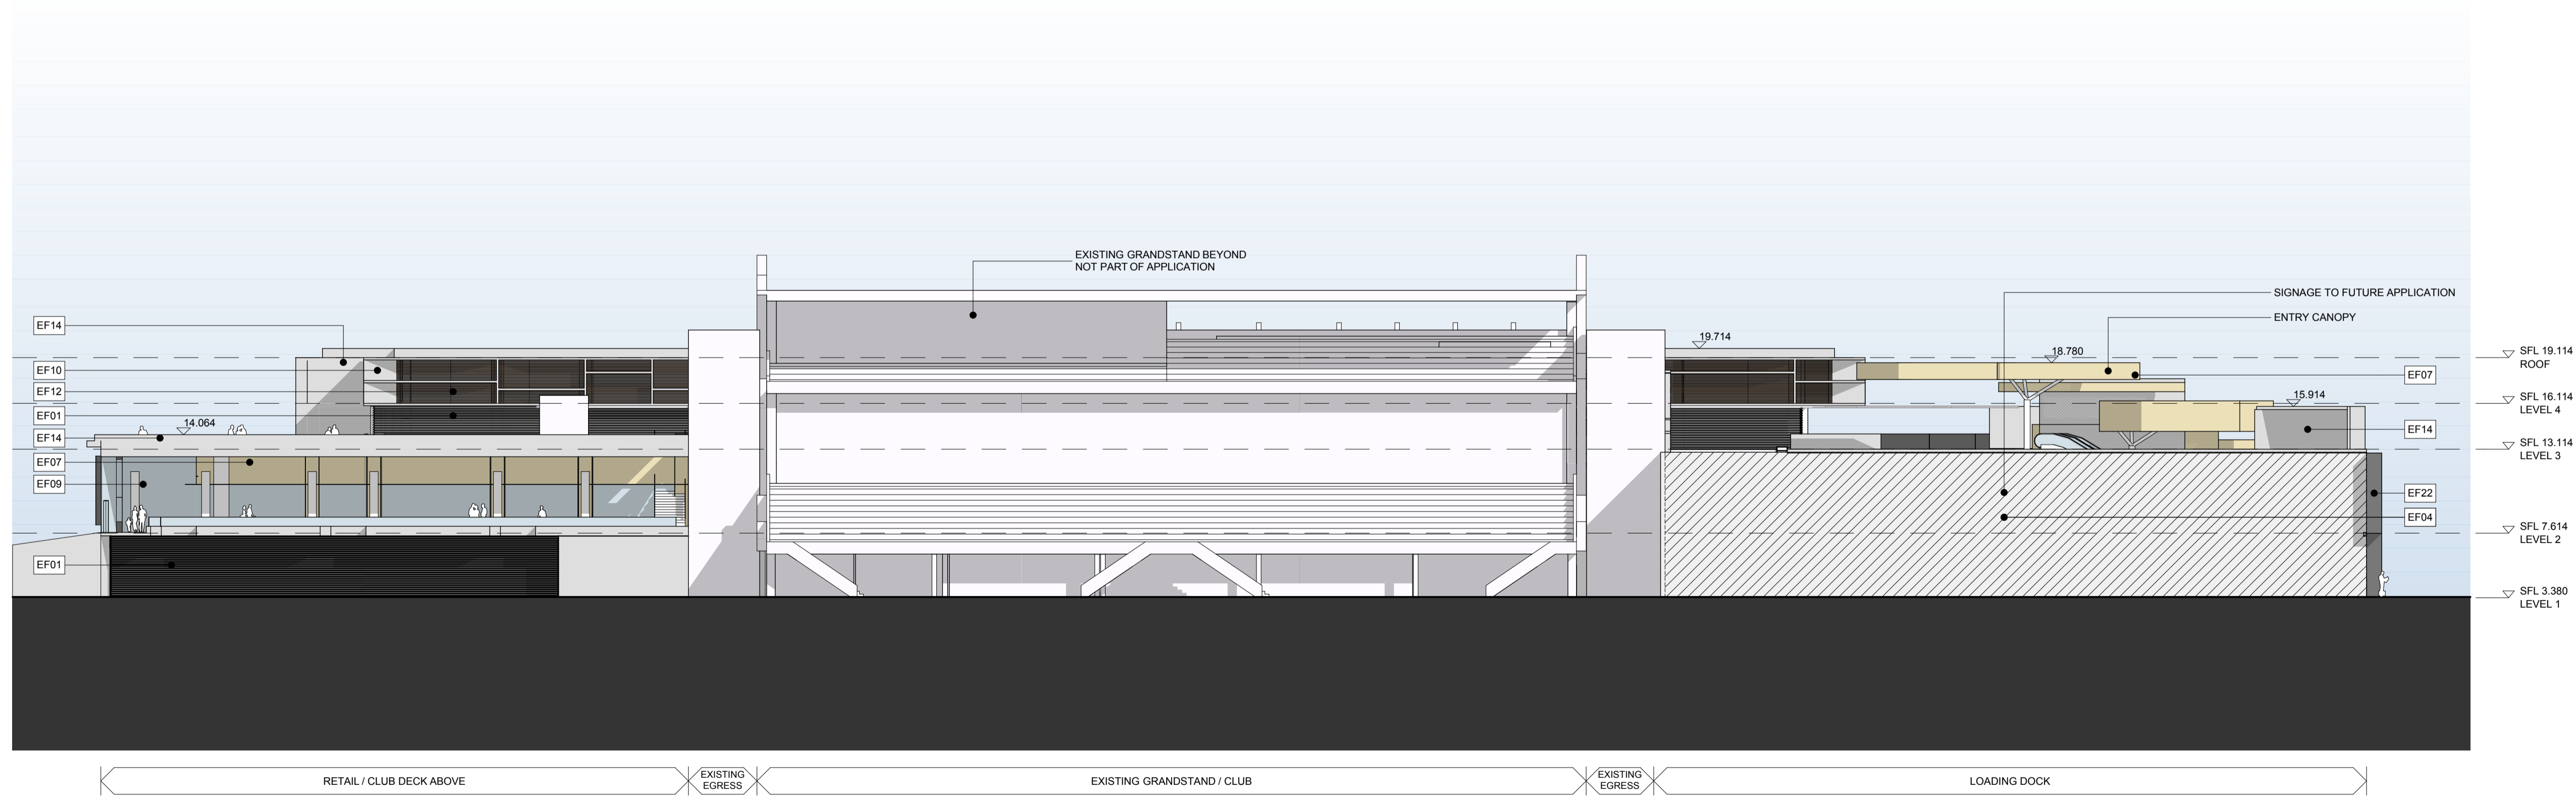 EXISTING GRANDSTAND BEYOND
NOT PART OF APPLICATION
SIGNAGE TO FUTURE APPLICATION
ENTRY CANOPY
EF14
EF10
EF12
EF01
EF14
EF07
EF09
EF01
14.064
19.714
18.780
15.914
EF07
EF14
EF22
EF04
SFL 19.114
ROOF
SFL 16.114
LEVEL 4
SFL 13.114
LEVEL 3
SFL 7.614
LEVEL 2
SFL 3.380
LEVEL 1
RETAIL / CLUB DECK ABOVE
EXISTING
EGRESS
EXISTING GRANDSTAND / CLUB
EXISTING
EGRESS
LOADING DOCK